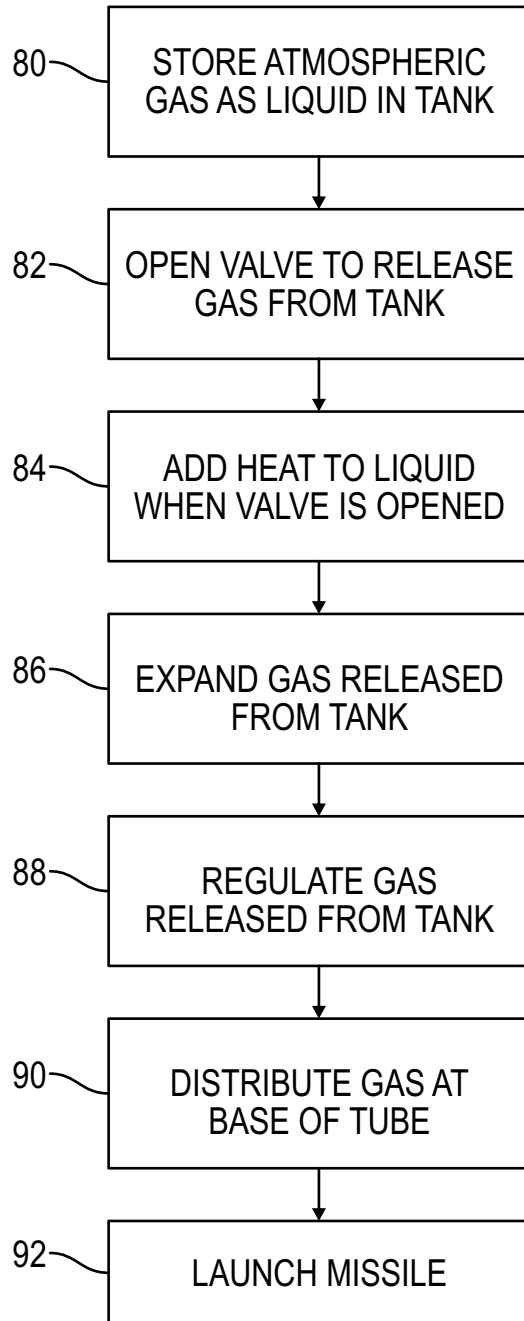 80
STORE ATMOSPHERIC
GAS AS LIQUID IN TANK
82
OPEN VALVE TO RELEASE
GAS FROM TANK
84
ADD HEAT TO LIQUID
WHEN VALVE IS OPENED
86
EXPAND GAS RELEASED
FROM TANK
88
REGULATE GAS
RELEASED FROM TANK
90
DISTRIBUTE GAS AT
BASE OF TUBE
92
LAUNCH MISSILE